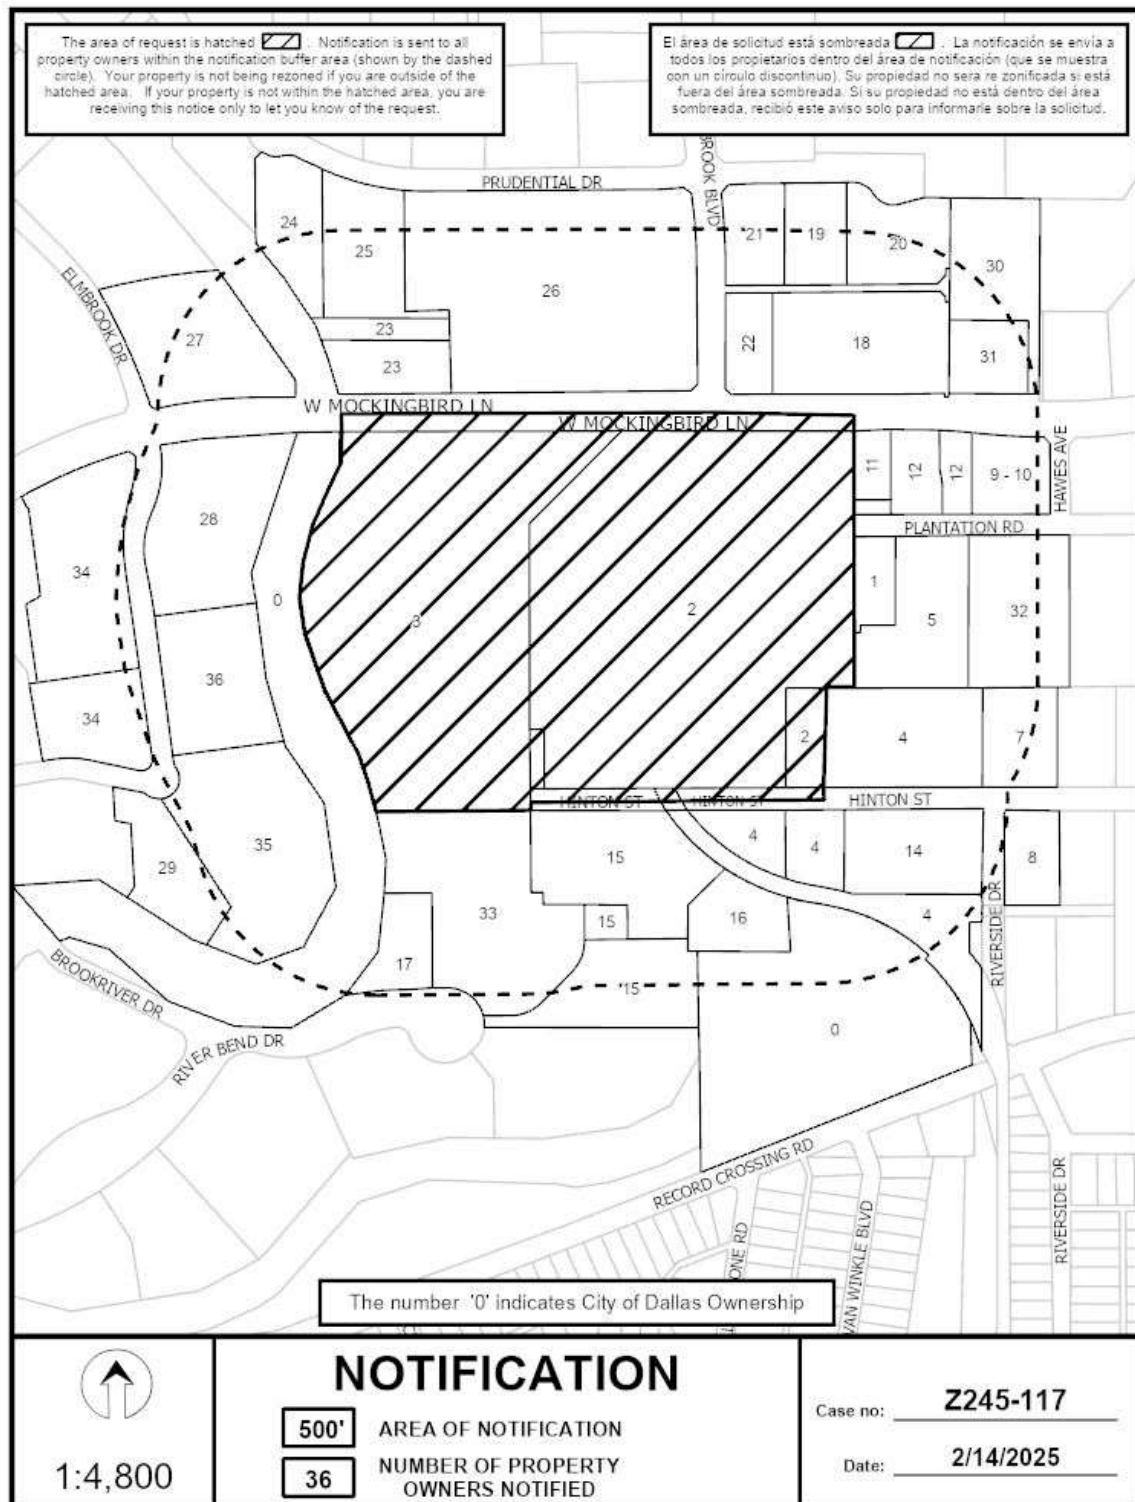 The area of request is hatched . Notification is sent to all
property owners within the notification buffer area (shown by the dashed
circle). Your property is not being rezoned if you are outside of the
hatched area. If your property is not within the hatched area, you are
receiving this notice only to let you know of the request.
El área de solicitud está sombreada . La notificación se envía a
todos los propietarios dentro del área de notificación (que se muestra
con un círculo discontinuo). Su propiedad no sera re zonificada si está
fuera del área sombreada. Si su propiedad no está dentro del área
sombreada, recibió este aviso solo para informarle sobre la solicitud.
PRUDENTIAL DR
BROOK BLVD
24
25
26
21
19
20
30
ELMBROOK DR
27
23
23
22
18
31
W MOCKINGBIRD LN
W MOCKINGBIRD LN
HAWES AVE
11
12
12
9 - 10
28
PLANTATION RD
34
0
3
2
1
5
32
36
34
2
4
7
HINTON ST
HINTON ST
HINTON ST
35
29
15
4
4
14
8
33
15
16
4
17
15
RIVERSIDE DR
BROOKRIVER DR
RIVER BEND DR
0
RECORD CROSSING RD
ONE RD
VAN WINKLE BLVD
RIVERSIDE DR
The number '0' indicates City of Dallas Ownership
1:4,800
NOTIFICATION
500' AREA OF NOTIFICATION
36 NUMBER OF PROPERTY
OWNERS NOTIFIED
Case no: Z245-117
Date: 2/14/2025